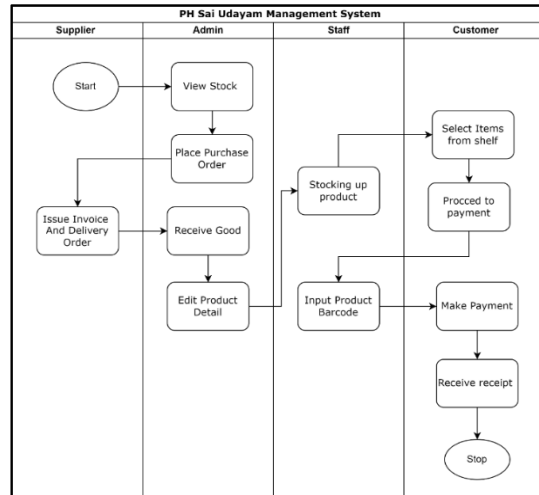 PH Sai Udayam Management System
Supplier
Admin
Staff
Customer
Start
View Stock
Place Purchase
Order
Issue Invoice
And Delivery
Order
Receive Good
Edit Product
Detail
Stocking up
product
Select Items
from shelf
Procced to
payment
Input Product
Barcode
Make Payment
Receive receipt
Stop